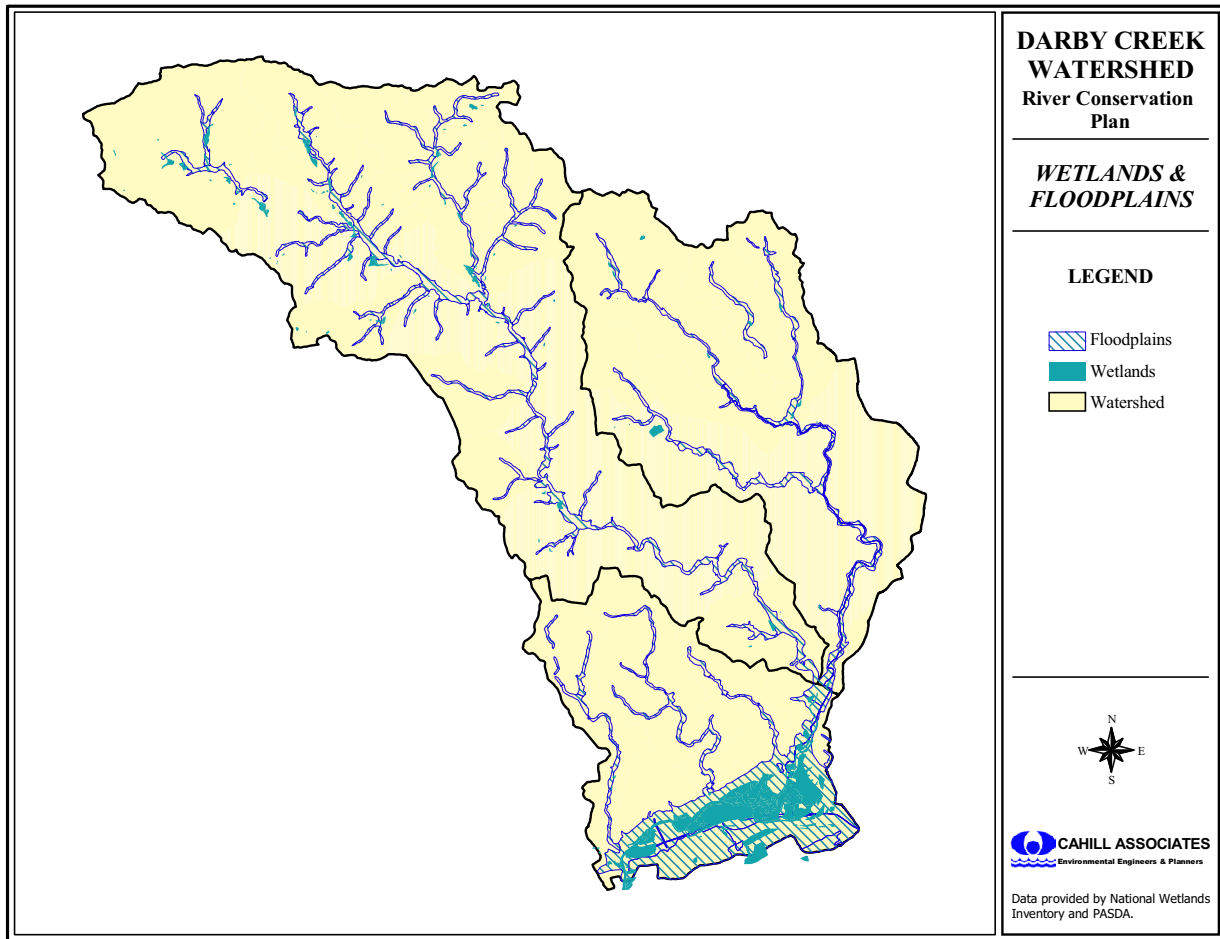 DARBY CREEK
WATERSHED
River Conservation
Plan
WETLANDS &
FLOODPLAINS
LEGEND
Floodplains
Wetlands
Watershed
N
W E
S
CAHILL ASSOCIATES
Environmental Engineers & Planners
Data provided by National Wetlands
Inventory and PASDA.